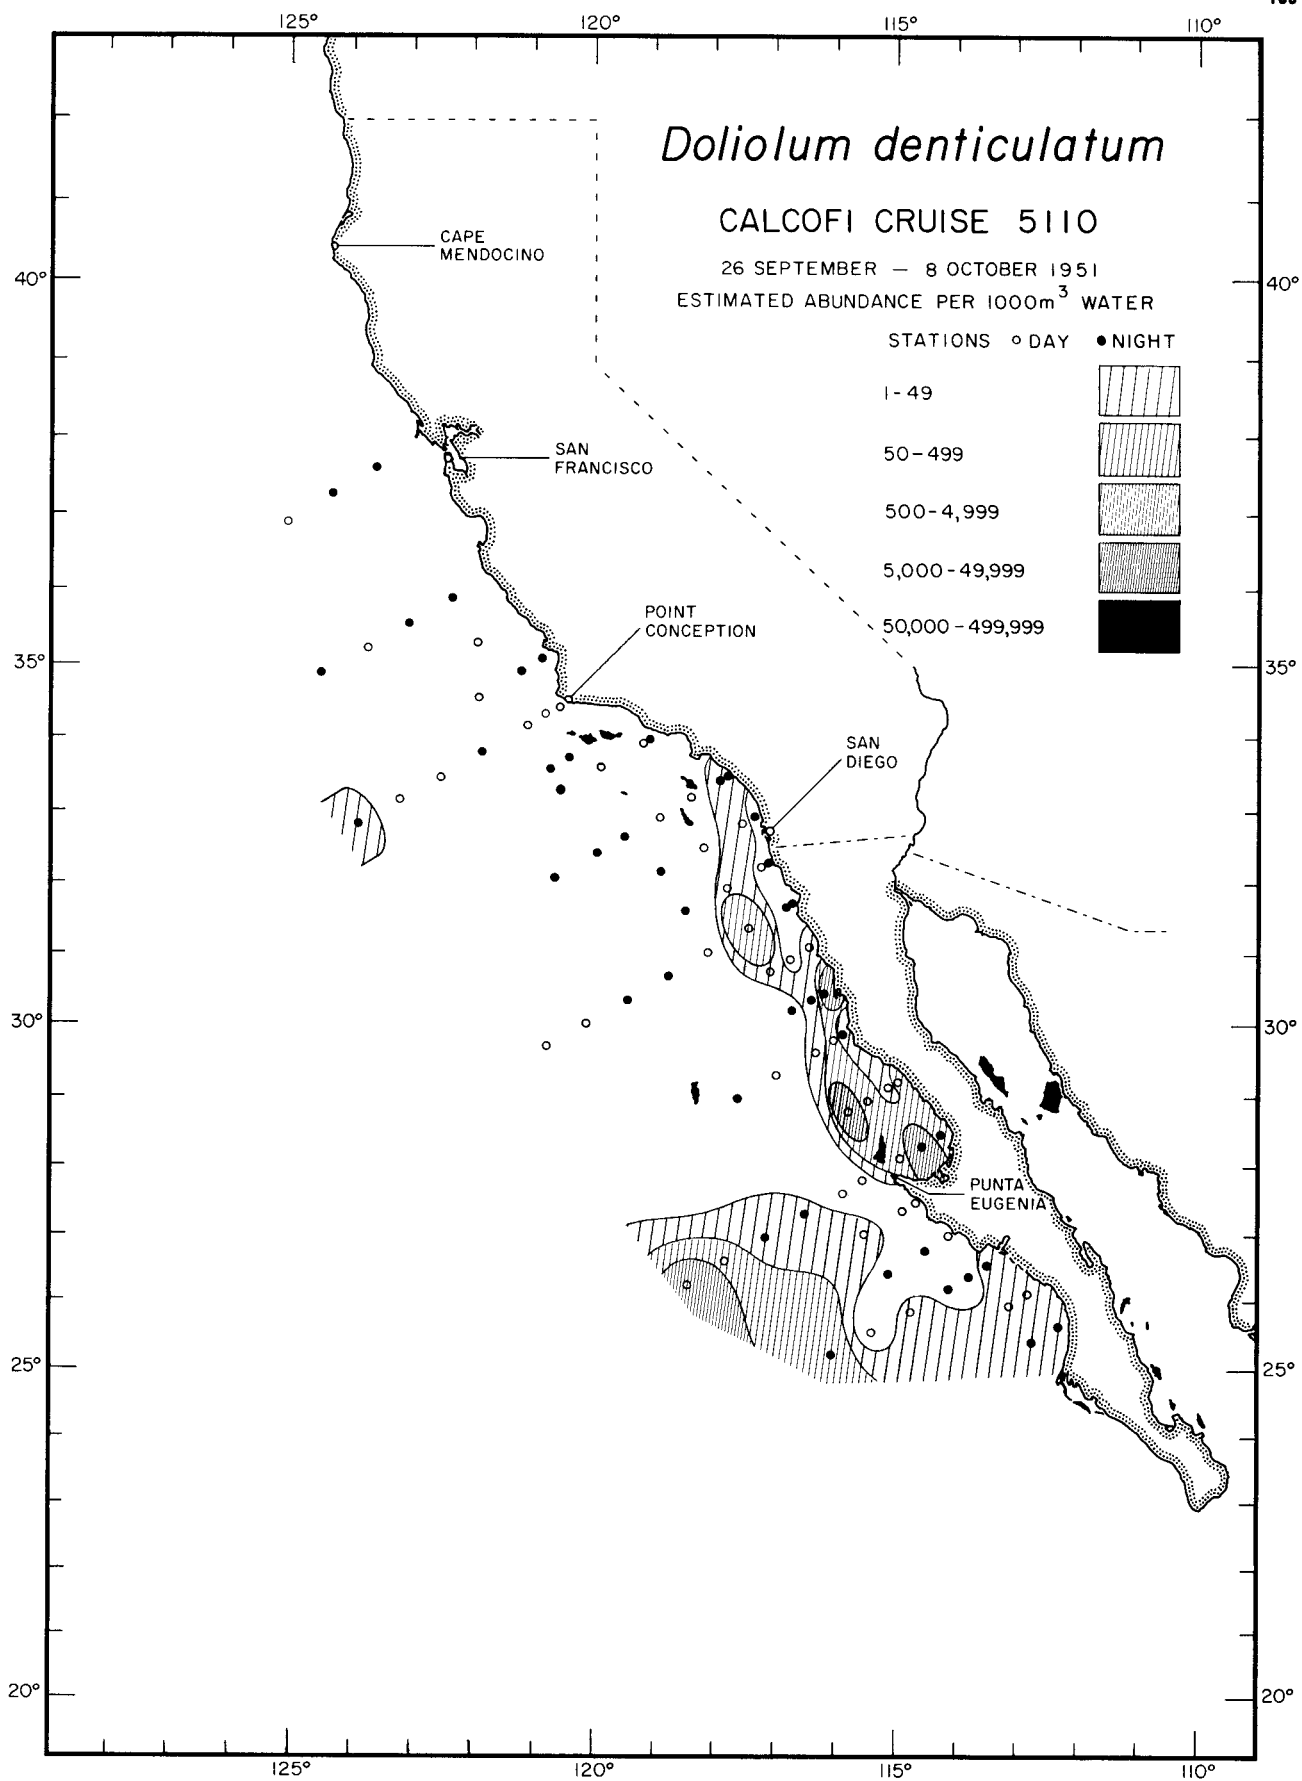 125° 120° 115° 110°
Doliolum denticulatum
CALCOFI CRUISE 5110
26 SEPTEMBER — 8 OCTOBER 1951
ESTIMATED ABUNDANCE PER 1000m³ WATER
STATIONS ○ DAY ● NIGHT
1-49
50-499
500-4,999
5,000-49,999
50,000-499,999
CAPE
MENDOCINO
40° 40°
SAN
FRANCISCO
POINT
CONCEPTION
35° 35°
SAN
DIEGO
30° 30°
PUNTA
EUGENIA
25° 25°
20° 20°
125° 120° 115° 110°